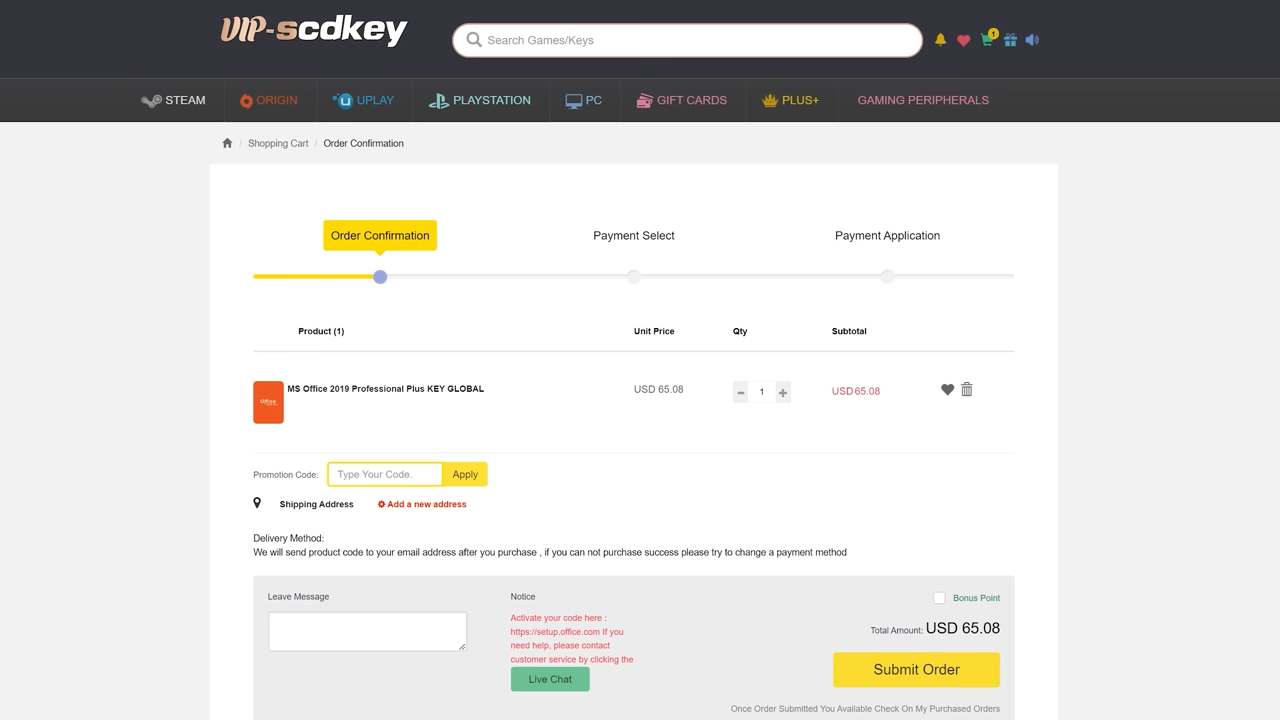 VIP-scdkey
Search Games/Keys
1
STEAM
ORIGIN
UPLAY
PLAYSTATION
PC
GIFT CARDS
PLUS+
GAMING PERIPHERALS
/ Shopping Cart / Order Confirmation
Order Confirmation
Payment Select
Payment Application
Product (1)
Unit Price
Qty
Subtotal
Office
MS Office 2019 Professional Plus KEY GLOBAL
USD 65.08
- 1 +
USD 65.08
Promotion Code:
Type Your Code.
Apply
Shipping Address
Add a new address
Delivery Method:
We will send product code to your email address after you purchase , if you can not purchase success please try to change a payment method
Leave Message
Notice
Activate your code here :
https://setup.office.com If you
need help, please contact
customer service by clicking the
Live Chat
Bonus Point
Total Amount: USD 65.08
Submit Order
Once Order Submitted You Available Check On My Purchased Orders